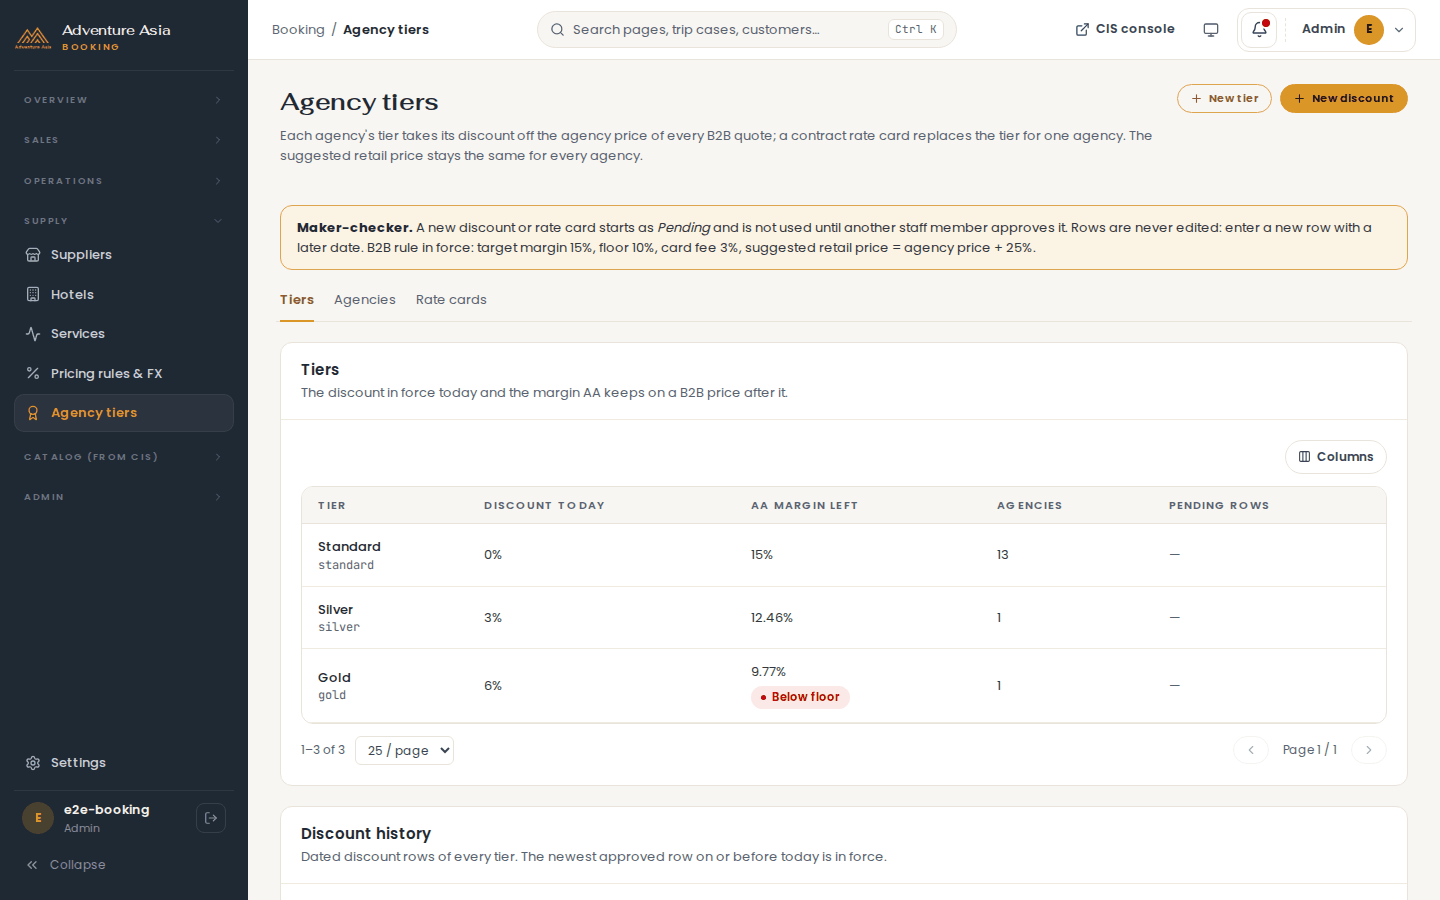 Adventure Asia
Adventure Asia
BOOKING
OVERVIEW
SALES
OPERATIONS
SUPPLY
Suppliers
Hotels
Services
Pricing rules & FX
Agency tiers
CATALOG (FROM CIS)
ADMIN
Settings
E
e2e-booking
Admin
Collapse
Booking / Agency tiers
Search pages, trip cases, customers…
Ctrl K
CIS console
Admin
E
Agency tiers
New tier
New discount
Each agency's tier takes its discount off the agency price of every B2B quote; a contract rate card replaces the tier for one agency. The
suggested retail price stays the same for every agency.
Maker-checker. A new discount or rate card starts as Pending and is not used until another staff member approves it. Rows are never edited: enter a new row with a
later date. B2B rule in force: target margin 15%, floor 10%, card fee 3%, suggested retail price = agency price + 25%.
Tiers Agencies Rate cards
Tiers
The discount in force today and the margin AA keeps on a B2B price after it.
Columns
TIER DISCOUNT TODAY AA MARGIN LEFT AGENCIES PENDING ROWS
Standard
standard
0% 15% 13 —
Silver
silver
3% 12.46% 1 —
Gold
gold
6% 9.77% 1 —
Below floor
1–3 of 3 25 / page Page 1 / 1
Discount history
Dated discount rows of every tier. The newest approved row on or before today is in force.